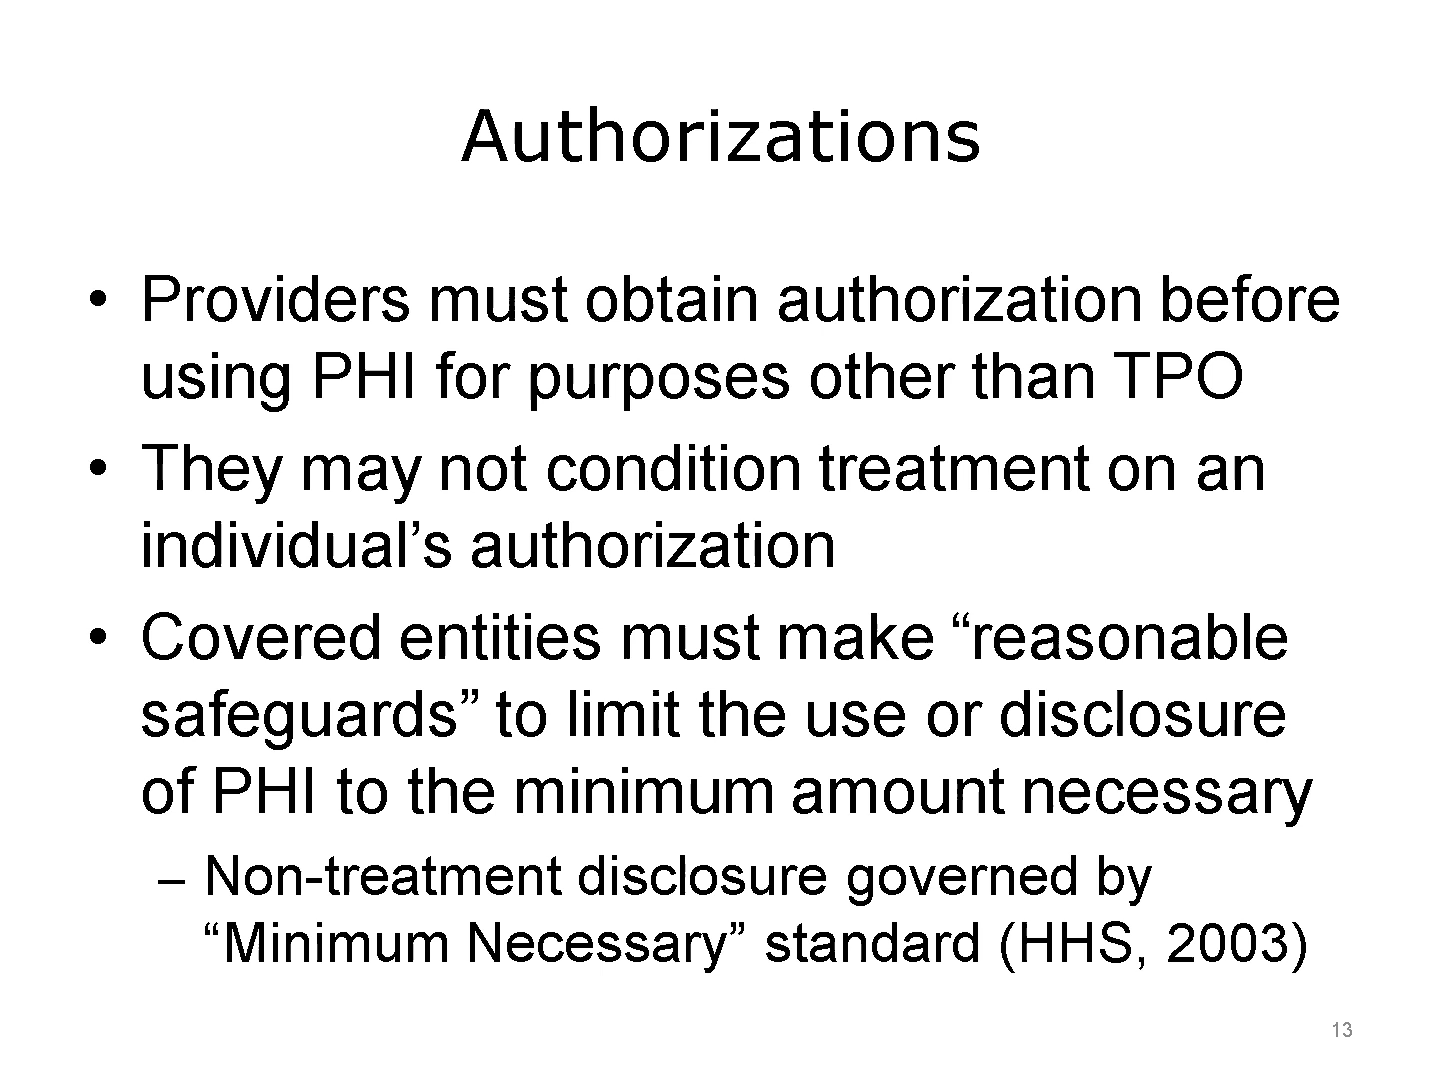 Authorizations
• Providers must obtain authorization before
using PHI for purposes other than TPO
• They may not condition treatment on an
individual’s authorization
• Covered entities must make “reasonable
safeguards” to limit the use or disclosure
of PHI to the minimum amount necessary
– Non-treatment disclosure governed by
“Minimum Necessary” standard (HHS, 2003)
13